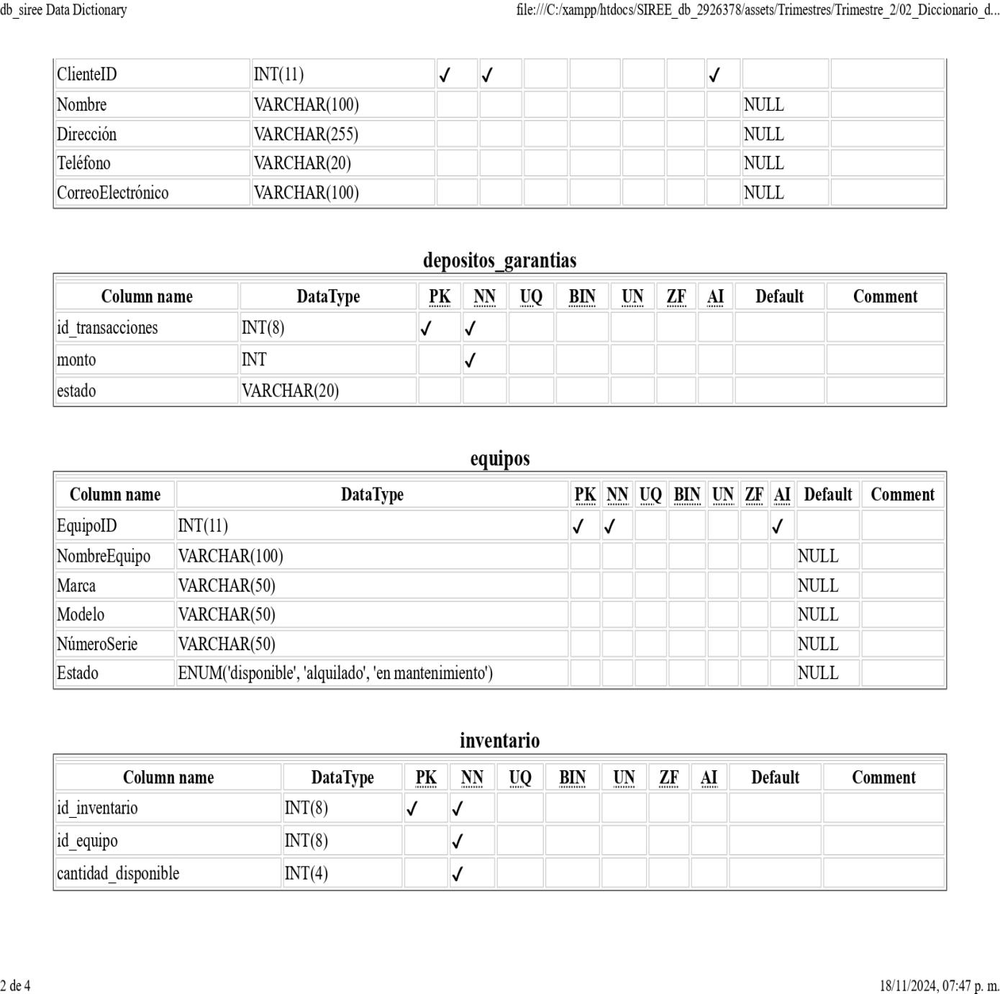 db_siree Data Dictionary file:///C:/xampp/htdocs/SIREE_db_2926378/assets/Trimestres/Trimestre_2/02_Diccionario_d...
ClienteID INT(11) ✓ ✓ ✓
Nombre VARCHAR(100) NULL
Dirección VARCHAR(255) NULL
Teléfono VARCHAR(20) NULL
CorreoElectrónico VARCHAR(100) NULL
depositos_garantias
Column name DataType PK NN UQ BIN UN ZF AI Default Comment
id_transacciones INT(8) ✓ ✓
monto INT ✓
estado VARCHAR(20)
equipos
Column name DataType PK NN UQ BIN UN ZF AI Default Comment
EquipoID INT(11) ✓ ✓ ✓
NombreEquipo VARCHAR(100) NULL
Marca VARCHAR(50) NULL
Modelo VARCHAR(50) NULL
NúmeroSerie VARCHAR(50) NULL
Estado ENUM('disponible', 'alquilado', 'en mantenimiento') NULL
inventario
Column name DataType PK NN UQ BIN UN ZF AI Default Comment
id_inventario INT(8) ✓ ✓
id_equipo INT(8) ✓
cantidad_disponible INT(4) ✓
2 de 4 18/11/2024, 07:47 p. m.